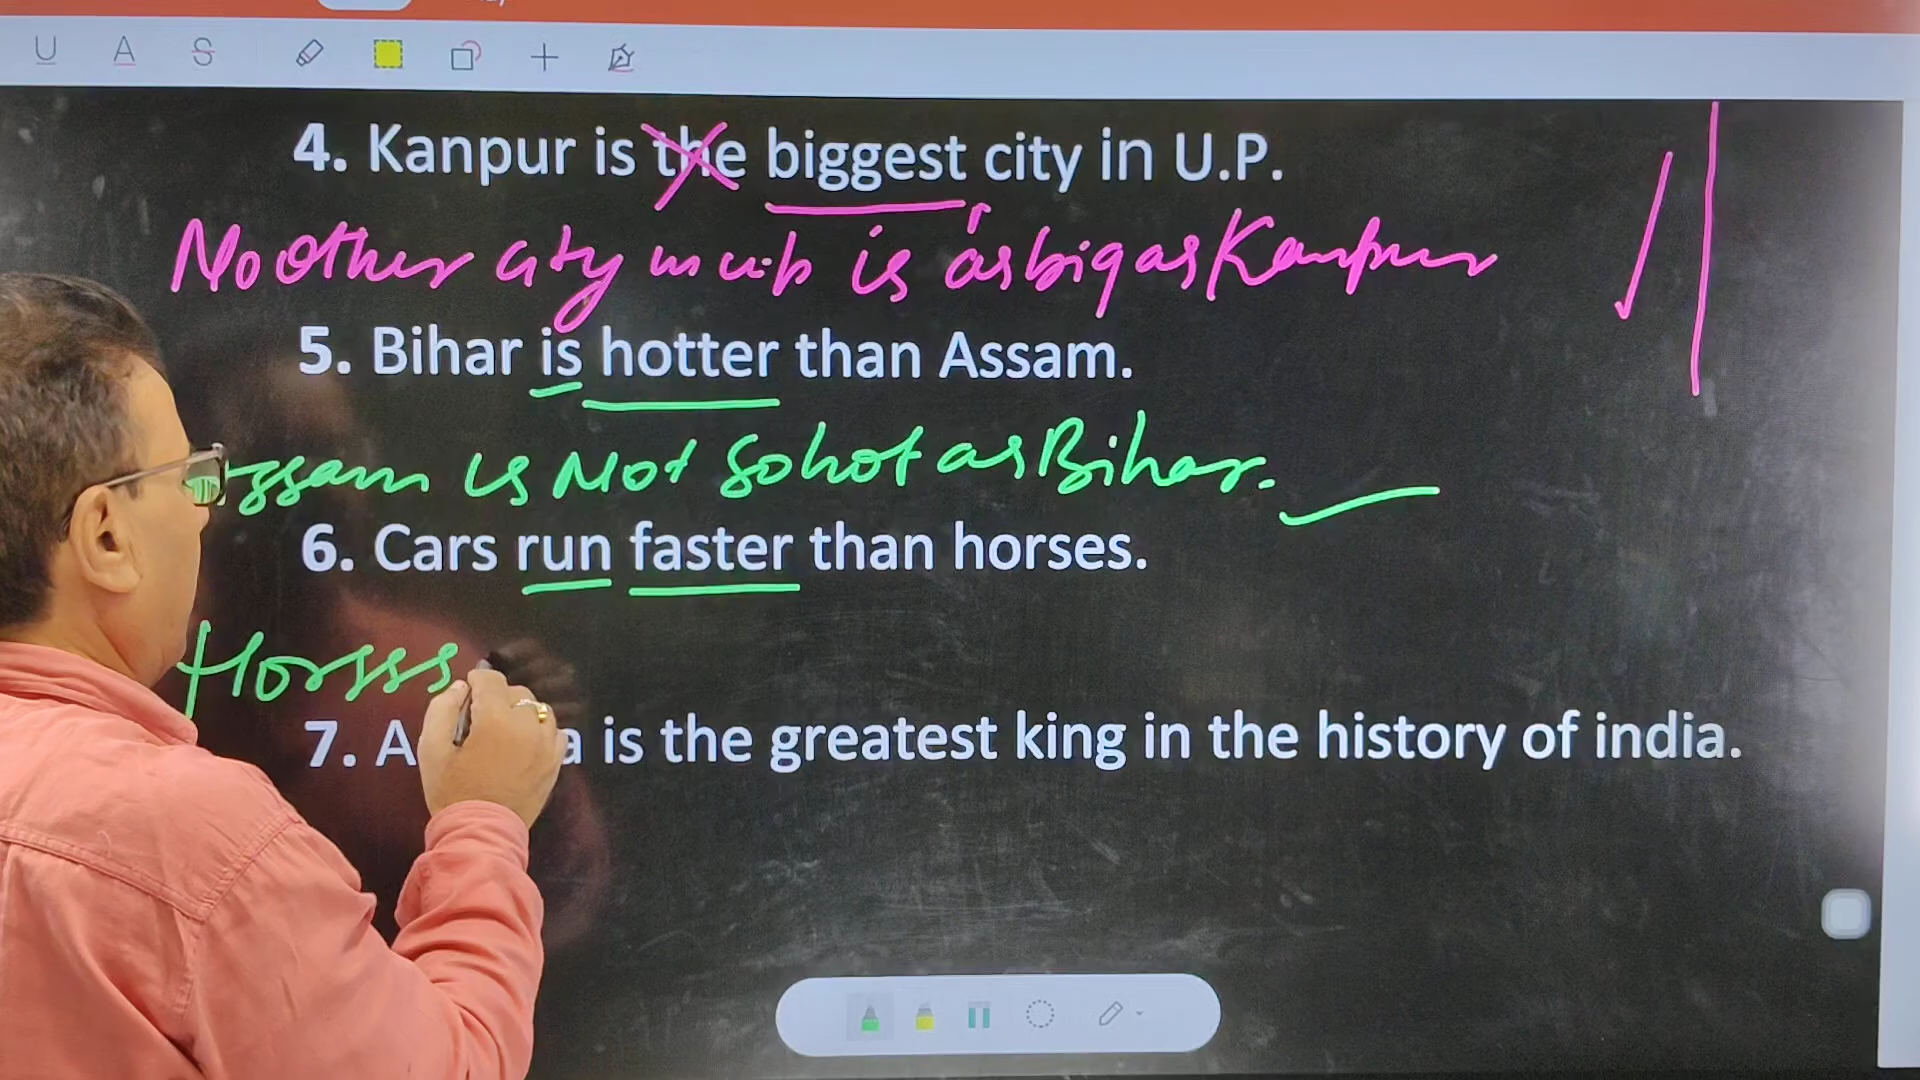 4. Kanpur is the biggest city in U.P.
No other city in u.p is as big as Kanpur
5. Bihar is hotter than Assam.
Assam is Not so hot as Bihar.
6. Cars run faster than horses.
Horsss
7. A a is the greatest king in the history of india.